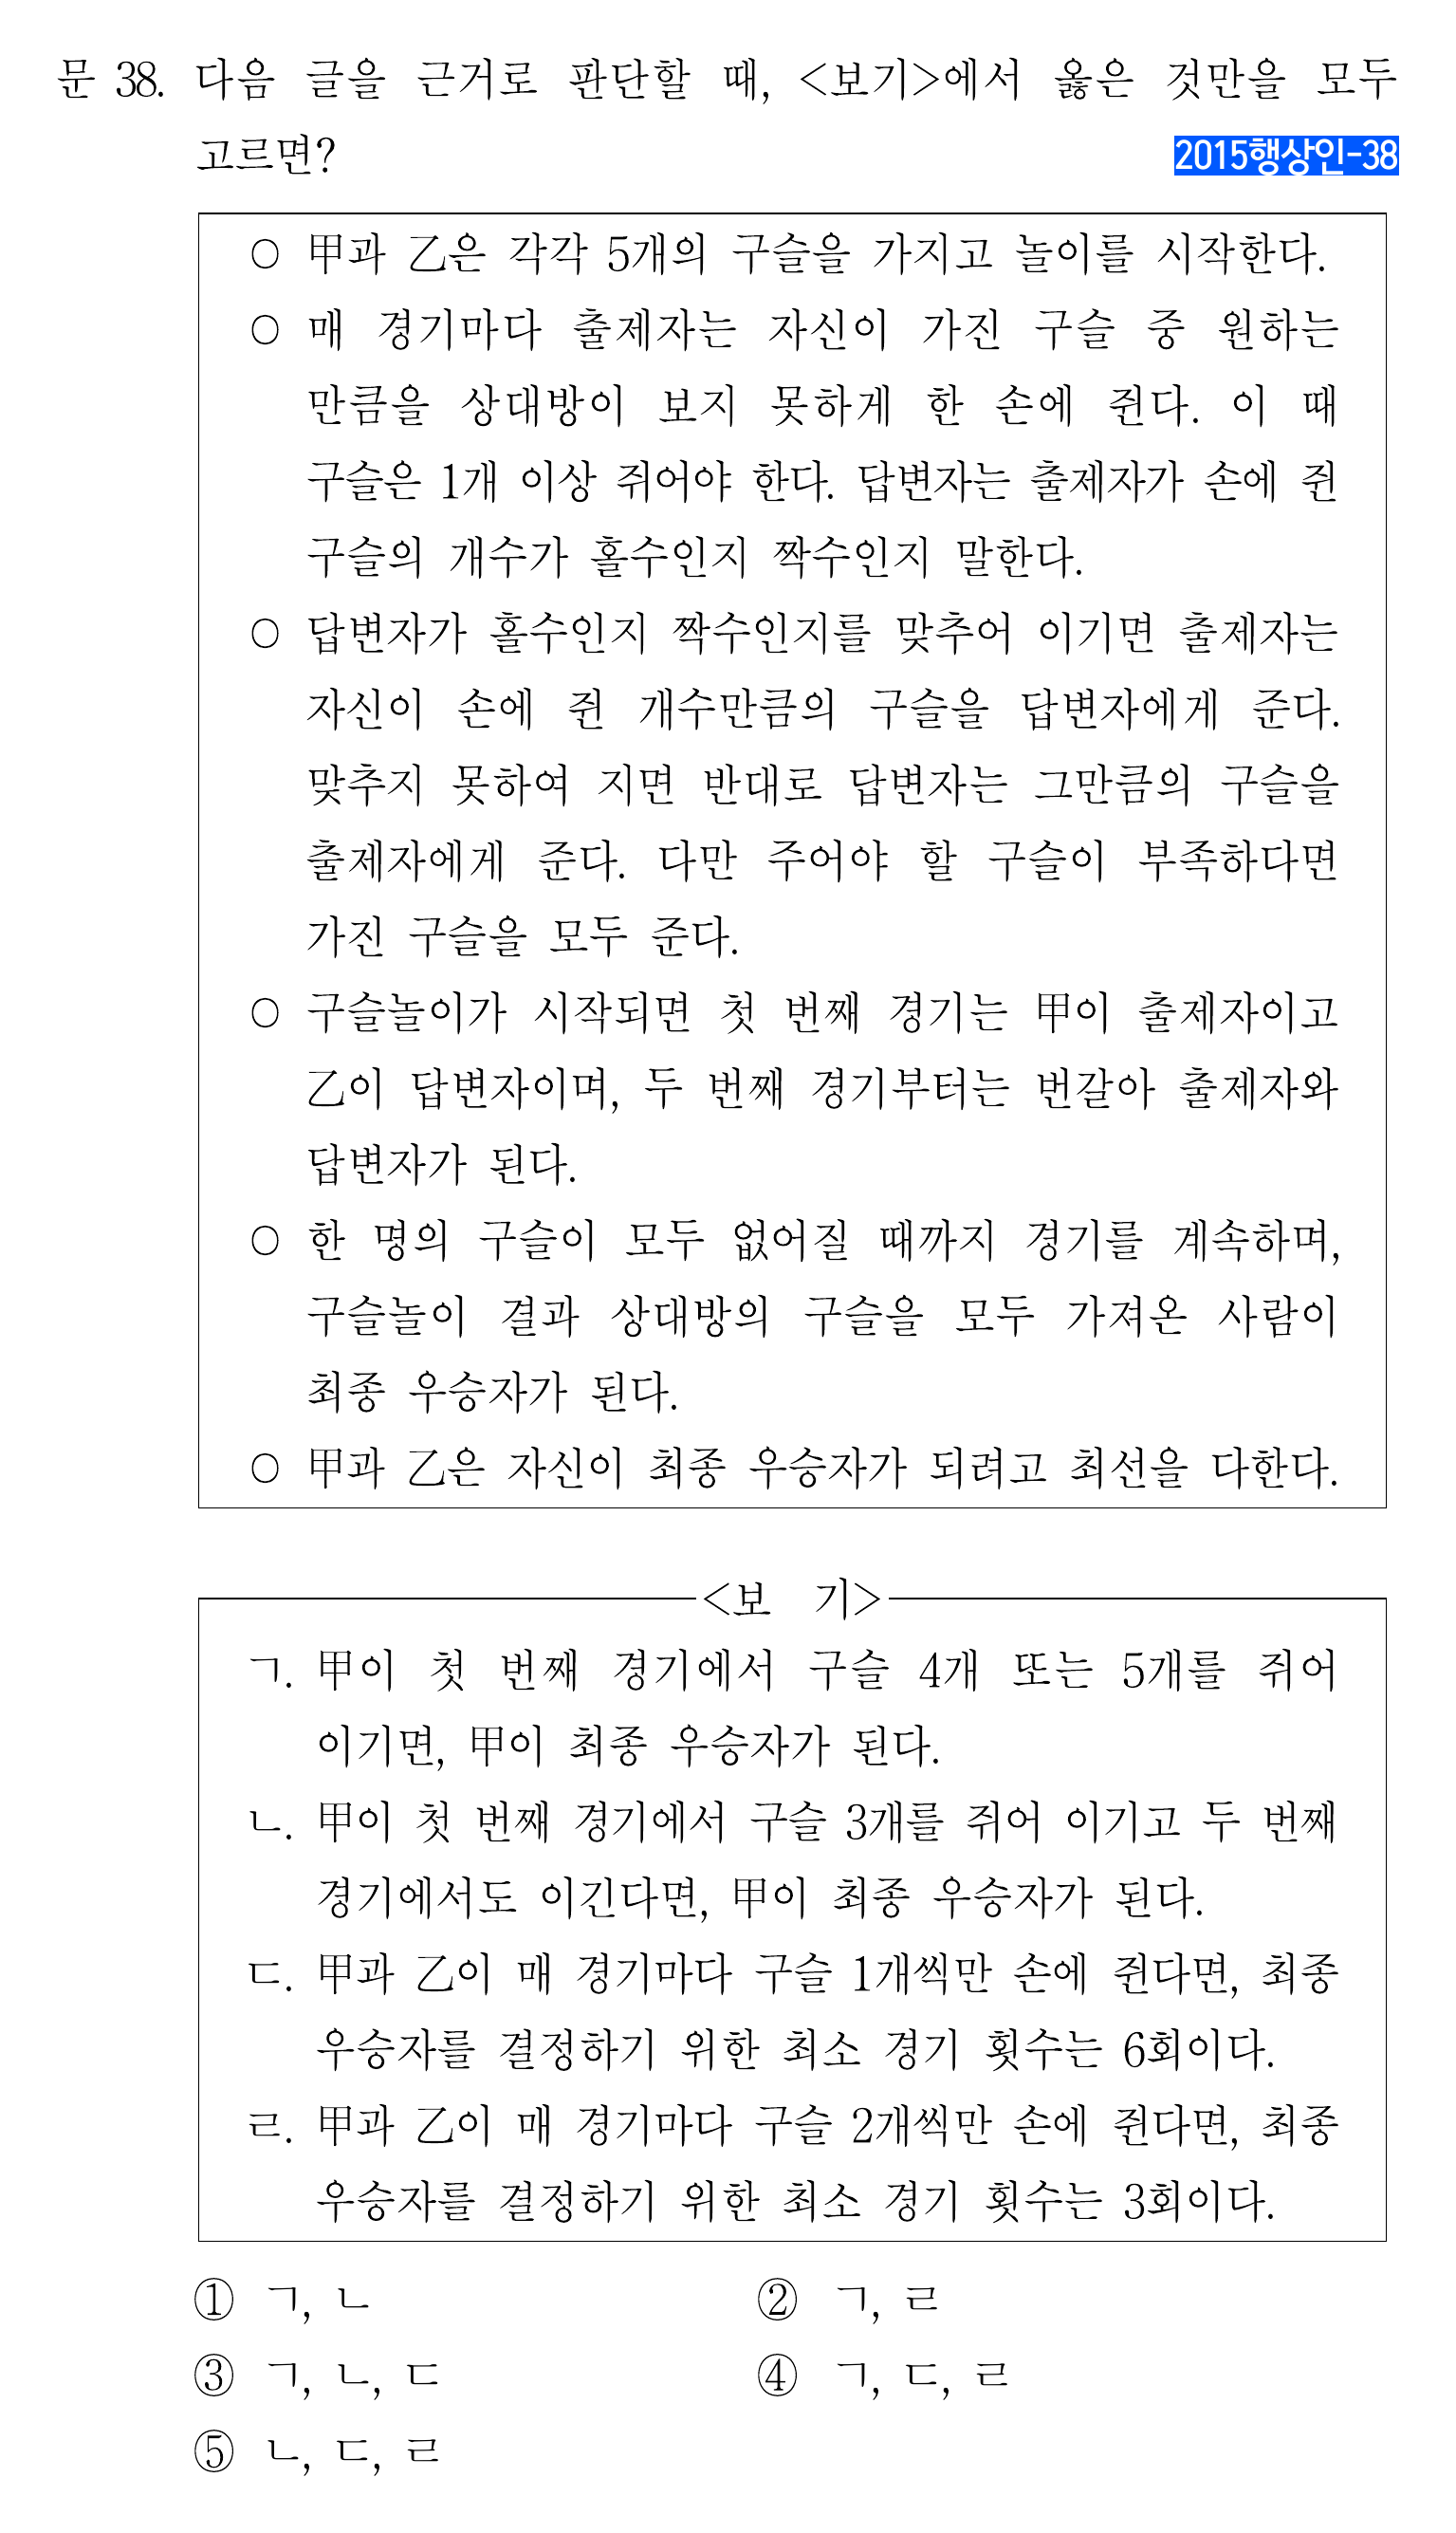 문 38. 다음 글을 근거로 판단할 때, <보기>에서 옳은 것만을 모두
고르면?
2015행상인-38
○ 甲과 乙은 각각 5개의 구슬을 가지고 놀이를 시작한다.
○ 매 경기마다 출제자는 자신이 가진 구슬 중 원하는
만큼을 상대방이 보지 못하게 한 손에 쥔다. 이 때
구슬은 1개 이상 쥐어야 한다. 답변자는 출제자가 손에 쥔
구슬의 개수가 홀수인지 짝수인지 말한다.
○ 답변자가 홀수인지 짝수인지를 맞추어 이기면 출제자는
자신이 손에 쥔 개수만큼의 구슬을 답변자에게 준다.
맞추지 못하여 지면 반대로 답변자는 그만큼의 구슬을
출제자에게 준다. 다만 주어야 할 구슬이 부족하다면
가진 구슬을 모두 준다.
○ 구슬놀이가 시작되면 첫 번째 경기는 甲이 출제자이고
乙이 답변자이며, 두 번째 경기부터는 번갈아 출제자와
답변자가 된다.
○ 한 명의 구슬이 모두 없어질 때까지 경기를 계속하며,
구슬놀이 결과 상대방의 구슬을 모두 가져온 사람이
최종 우승자가 된다.
○ 甲과 乙은 자신이 최종 우승자가 되려고 최선을 다한다.
<보 기>
ㄱ. 甲이 첫 번째 경기에서 구슬 4개 또는 5개를 쥐어
이기면, 甲이 최종 우승자가 된다.
ㄴ. 甲이 첫 번째 경기에서 구슬 3개를 쥐어 이기고 두 번째
경기에서도 이긴다면, 甲이 최종 우승자가 된다.
ㄷ. 甲과 乙이 매 경기마다 구슬 1개씩만 손에 쥔다면, 최종
우승자를 결정하기 위한 최소 경기 횟수는 6회이다.
ㄹ. 甲과 乙이 매 경기마다 구슬 2개씩만 손에 쥔다면, 최종
우승자를 결정하기 위한 최소 경기 횟수는 3회이다.
① ㄱ, ㄴ ② ㄱ, ㄹ
③ ㄱ, ㄴ, ㄷ ④ ㄱ, ㄷ, ㄹ
⑤ ㄴ, ㄷ, ㄹ